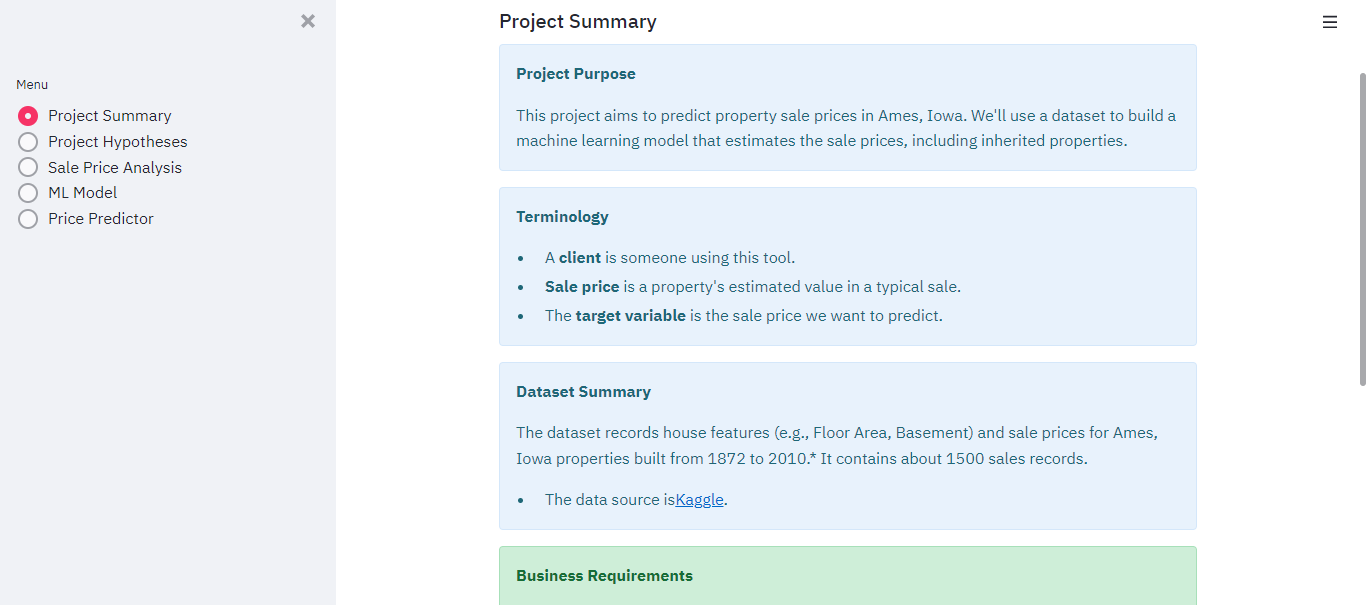 Menu
Project Summary
Project Hypotheses
Sale Price Analysis
ML Model
Price Predictor
Project Summary
Project Purpose
This project aims to predict property sale prices in Ames, Iowa. We'll use a dataset to build a
machine learning model that estimates the sale prices, including inherited properties.
Terminology
• A client is someone using this tool.
• Sale price is a property's estimated value in a typical sale.
• The target variable is the sale price we want to predict.
Dataset Summary
The dataset records house features (e.g., Floor Area, Basement) and sale prices for Ames,
Iowa properties built from 1872 to 2010.* It contains about 1500 sales records.
• The data source isKaggle.
Business Requirements